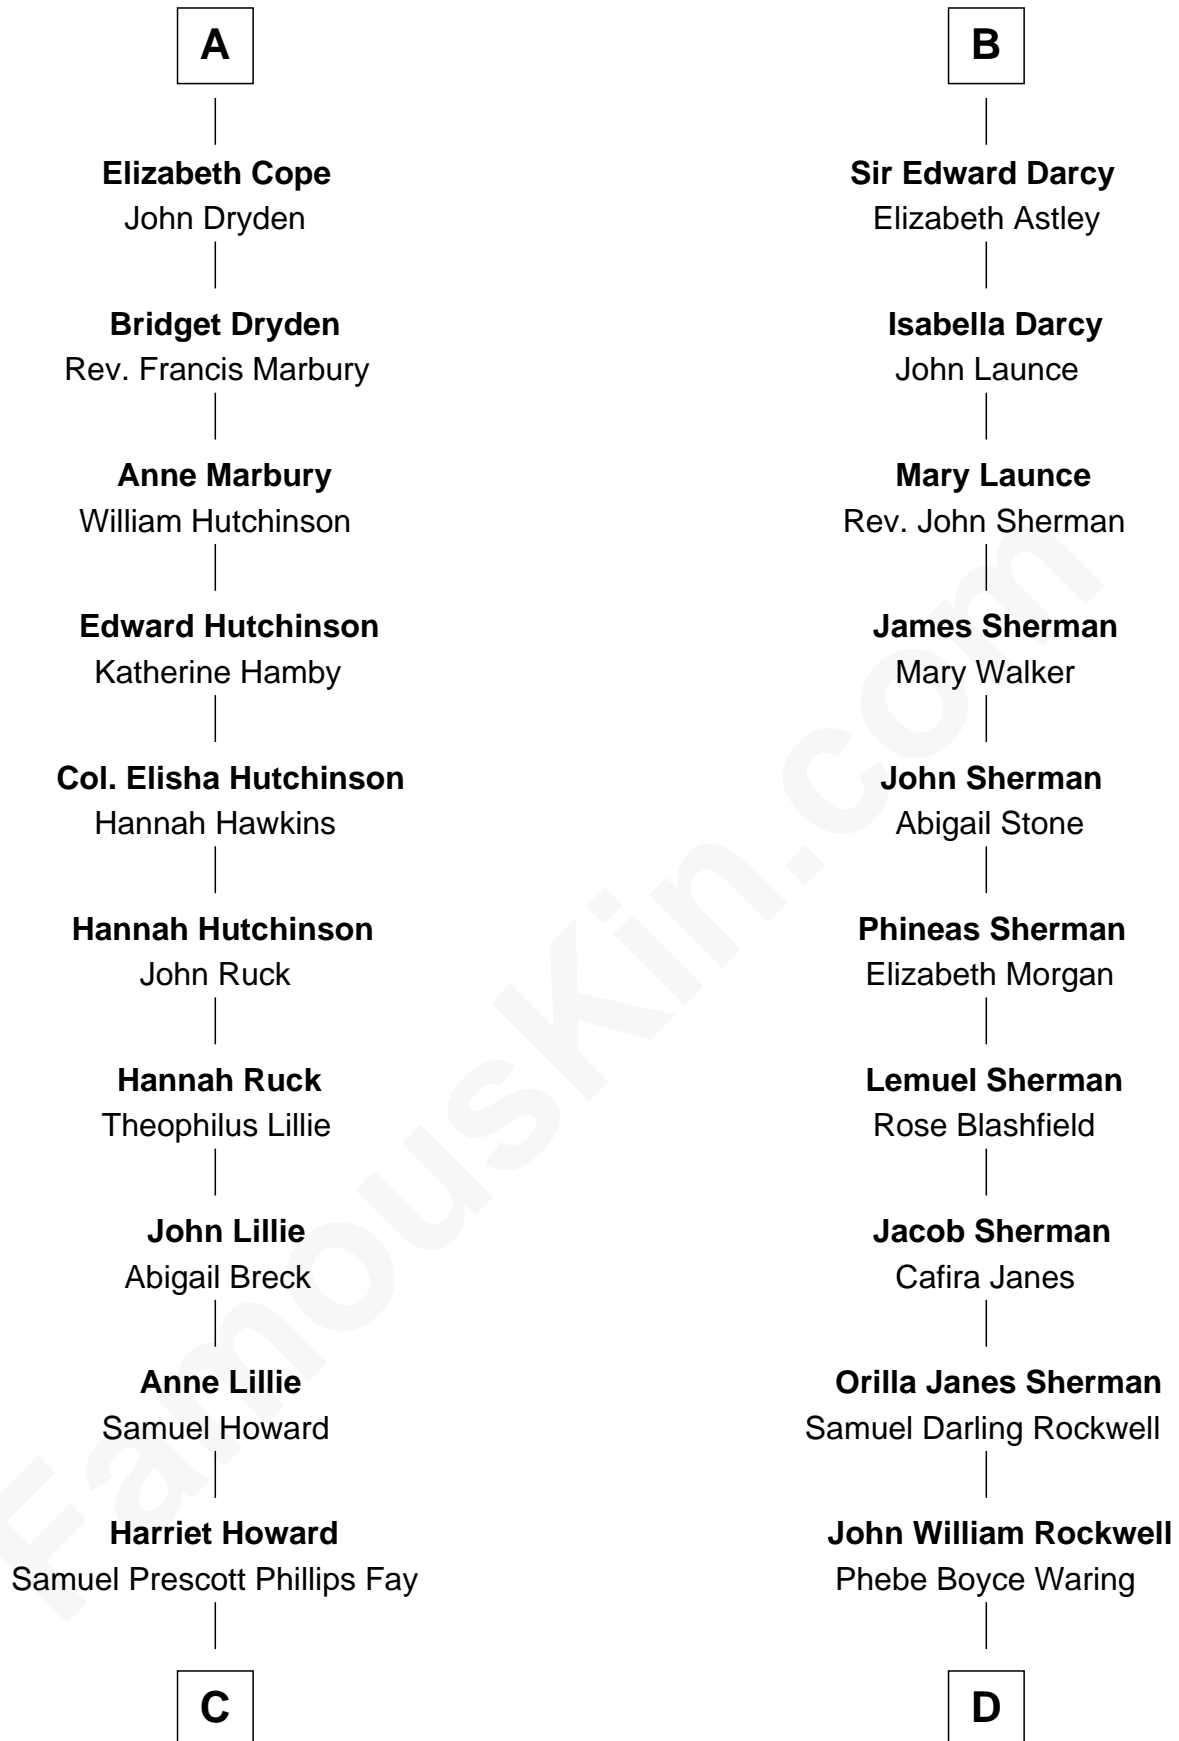 A
Elizabeth Cope
John Dryden
Bridget Dryden
Rev. Francis Marbury
Anne Marbury
William Hutchinson
Edward Hutchinson
Katherine Hamby
Col. Elisha Hutchinson
Hannah Hawkins
Hannah Hutchinson
John Ruck
Hannah Ruck
Theophilus Lillie
John Lillie
Abigail Breck
Anne Lillie
Samuel Howard
Harriet Howard
Samuel Prescott Phillips Fay
C
B
Sir Edward Darcy
Elizabeth Astley
Isabella Darcy
John Launce
Mary Launce
Rev. John Sherman
James Sherman
Mary Walker
John Sherman
Abigail Stone
Phineas Sherman
Elizabeth Morgan
Lemuel Sherman
Rose Blashfield
Jacob Sherman
Cafira Janes
Orilla Janes Sherman
Samuel Darling Rockwell
John William Rockwell
Phebe Boyce Waring
D
FamousKin.com